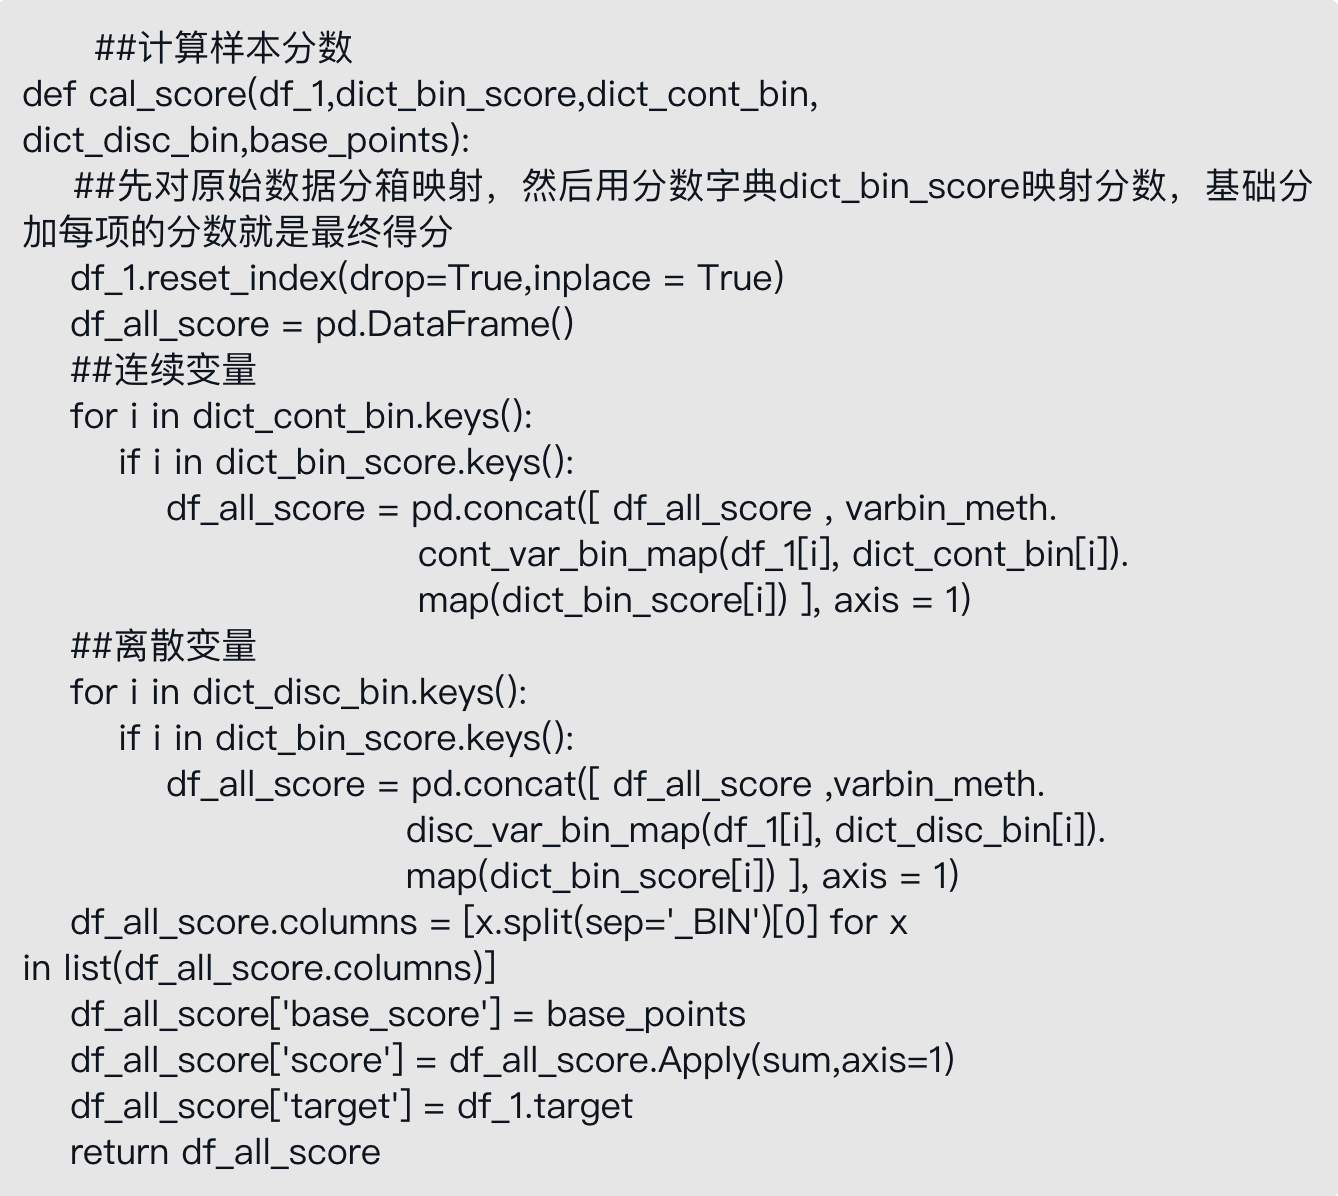 ##计算样本分数
def cal_score(df_1,dict_bin_score,dict_cont_bin,
dict_disc_bin,base_points):
##先对原始数据分箱映射，然后用分数字典dict_bin_score映射分数，基础分
加每项的分数就是最终得分
df_1.reset_index(drop=True,inplace = True)
df_all_score = pd.DataFrame()
##连续变量
for i in dict_cont_bin.keys():
if i in dict_bin_score.keys():
df_all_score = pd.concat([ df_all_score , varbin_meth.
cont_var_bin_map(df_1[i], dict_cont_bin[i]).
map(dict_bin_score[i]) ], axis = 1)
##离散变量
for i in dict_disc_bin.keys():
if i in dict_bin_score.keys():
df_all_score = pd.concat([ df_all_score ,varbin_meth.
disc_var_bin_map(df_1[i], dict_disc_bin[i]).
map(dict_bin_score[i]) ], axis = 1)
df_all_score.columns = [x.split(sep='_BIN')[0] for x
in list(df_all_score.columns)]
df_all_score['base_score'] = base_points
df_all_score['score'] = df_all_score.Apply(sum,axis=1)
df_all_score['target'] = df_1.target
return df_all_score